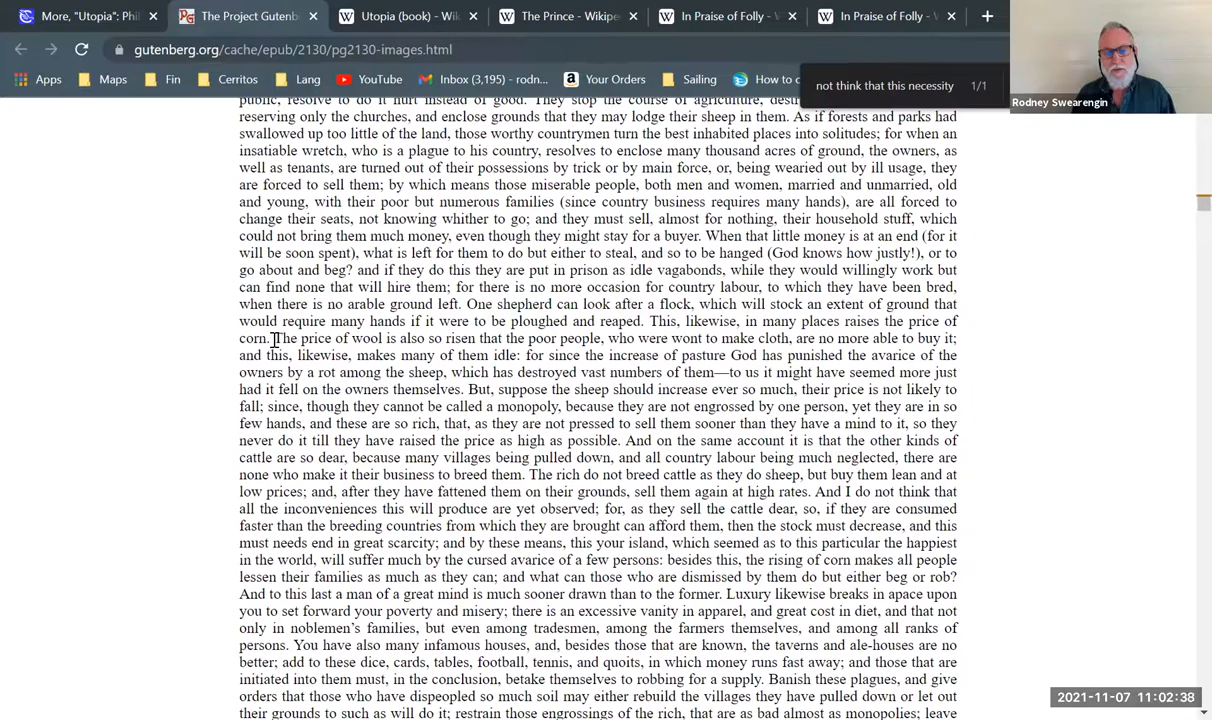 More, "Utopia": Phil
The Project Gutenb
Utopia (book) - Wik
The Prince - Wikipe
In Praise of Folly -
In Praise of Folly - W
gutenberg.org/cache/epub/2130/pg2130-images.html
Apps
Maps
Fin
Cerritos
Lang
YouTube
Inbox (3,195) - rodn...
Your Orders
Sailing
How to c
not think that this necessity 1/1
Rodney Swearengin
public, resolve to do it hurt instead of good. They stop the course of agriculture, dest
reserving only the churches, and enclose grounds that they may lodge their sheep in them. As if forests and parks had
swallowed up too little of the land, those worthy countrymen turn the best inhabited places into solitudes; for when an
insatiable wretch, who is a plague to his country, resolves to enclose many thousand acres of ground, the owners, as
well as tenants, are turned out of their possessions by trick or by main force, or, being wearied out by ill usage, they
are forced to sell them; by which means those miserable people, both men and women, married and unmarried, old
and young, with their poor but numerous families (since country business requires many hands), are all forced to
change their seats, not knowing whither to go; and they must sell, almost for nothing, their household stuff, which
could not bring them much money, even though they might stay for a buyer. When that little money is at an end (for it
will be soon spent), what is left for them to do but either to steal, and so to be hanged (God knows how justly!), or to
go about and beg? and if they do this they are put in prison as idle vagabonds, while they would willingly work but
can find none that will hire them; for there is no more occasion for country labour, to which they have been bred,
when there is no arable ground left. One shepherd can look after a flock, which will stock an extent of ground that
would require many hands if it were to be ploughed and reaped. This, likewise, in many places raises the price of
corn. The price of wool is also so risen that the poor people, who were wont to make cloth, are no more able to buy it;
and this, likewise, makes many of them idle: for since the increase of pasture God has punished the avarice of the
owners by a rot among the sheep, which has destroyed vast numbers of them—to us it might have seemed more just
had it fell on the owners themselves. But, suppose the sheep should increase ever so much, their price is not likely to
fall; since, though they cannot be called a monopoly, because they are not engrossed by one person, yet they are in so
few hands, and these are so rich, that, as they are not pressed to sell them sooner than they have a mind to it, so they
never do it till they have raised the price as high as possible. And on the same account it is that the other kinds of
cattle are so dear, because many villages being pulled down, and all country labour being much neglected, there are
none who make it their business to breed them. The rich do not breed cattle as they do sheep, but buy them lean and at
low prices; and, after they have fattened them on their grounds, sell them again at high rates. And I do not think that
all the inconveniences this will produce are yet observed; for, as they sell the cattle dear, so, if they are consumed
faster than the breeding countries from which they are brought can afford them, then the stock must decrease, and this
must needs end in great scarcity; and by these means, this your island, which seemed as to this particular the happiest
in the world, will suffer much by the cursed avarice of a few persons: besides this, the rising of corn makes all people
lessen their families as much as they can; and what can those who are dismissed by them do but either beg or rob?
And to this last a man of a great mind is much sooner drawn than to the former. Luxury likewise breaks in apace upon
you to set forward your poverty and misery; there is an excessive vanity in apparel, and great cost in diet, and that not
only in noblemen's families, but even among tradesmen, among the farmers themselves, and among all ranks of
persons. You have also many infamous houses, and, besides those that are known, the taverns and ale-houses are no
better; add to these dice, cards, tables, football, tennis, and quoits, in which money runs fast away; and those that are
initiated into them must, in the conclusion, betake themselves to robbing for a supply. Banish these plagues, and give
orders that those who have dispeopled so much soil may either rebuild the villages they have pulled down or let out
their grounds to such as will do it; restrain those engrossings of the rich, that are as bad almost as monopolies; leave
2021-11-07 11:02:38